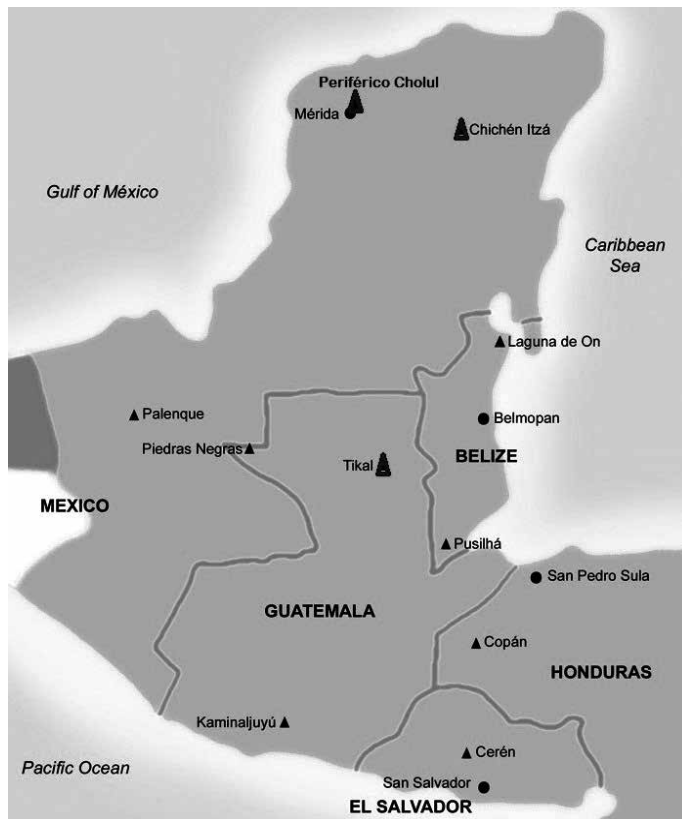 Periférico Cholul
Mérida
Chichén Itzá
Gulf of México
Caribbean
Sea
Laguna de On
Palenque
Belmopan
Piedras Negras
Tikal
BELIZE
MEXICO
Pusilhá
San Pedro Sula
GUATEMALA
Copán
HONDURAS
Kaminaljuyú
Cerén
Pacific Ocean
San Salvador
EL SALVADOR